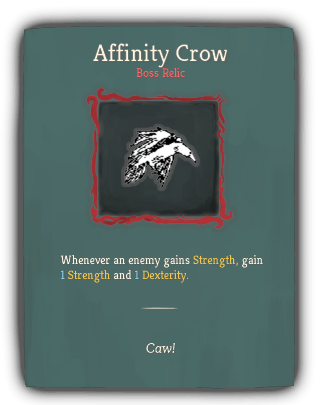 Affinity Crow
Boss Relic
Whenever an enemy gains Strength, gain
1 Strength and 1 Dexterity.
Caw!